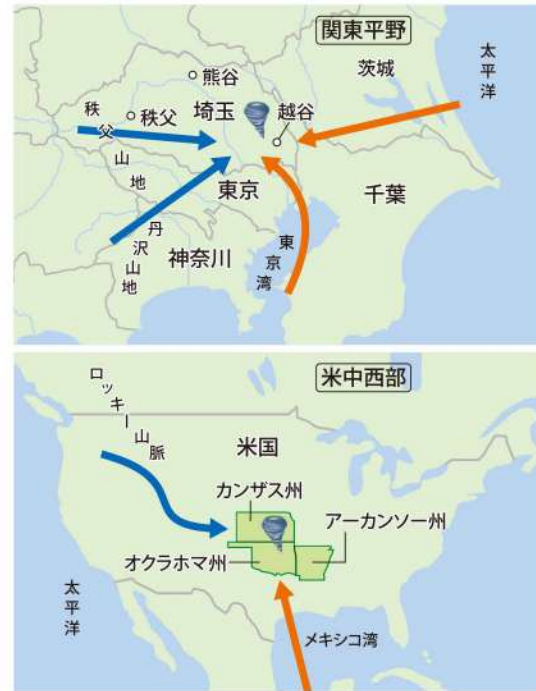 関東平野
太平洋
茨城
熊谷
秩父
埼玉
越谷
秩父山地
東京
千葉
丹沢山地
神奈川
東京湾
米中西部
ロッキー山脈
米国
カンザス州
アーカンソー州
オクラホマ州
太平洋
メキシコ湾